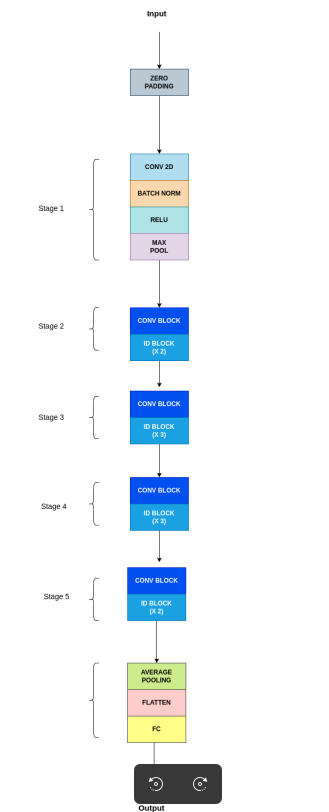 Input
ZERO
PADDING
Stage 1
CONV 2D
BATCH NORM
RELU
MAX
POOL
Stage 2
CONV BLOCK
ID BLOCK
(X 2)
Stage 3
CONV BLOCK
ID BLOCK
(X 3)
Stage 4
CONV BLOCK
ID BLOCK
(X 3)
Stage 5
CONV BLOCK
ID BLOCK
(X 2)
AVERAGE
POOLING
FLATTEN
FC
Output